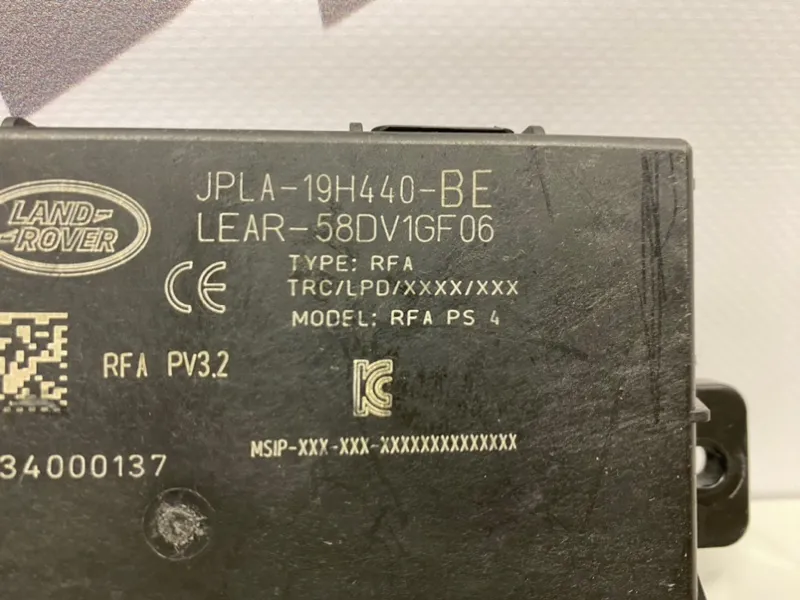 JPLA-19H440-BE
LEAR-58DV1GF06
LAND-
-ROVER
CE
TYPE: RFA
TRC/LPD/XXXX/XXX
MODEL: RFA PS 4
RFA PV3.2
MSIP-XXX-XXX-XXXXXXXXXXXXXX
34000137